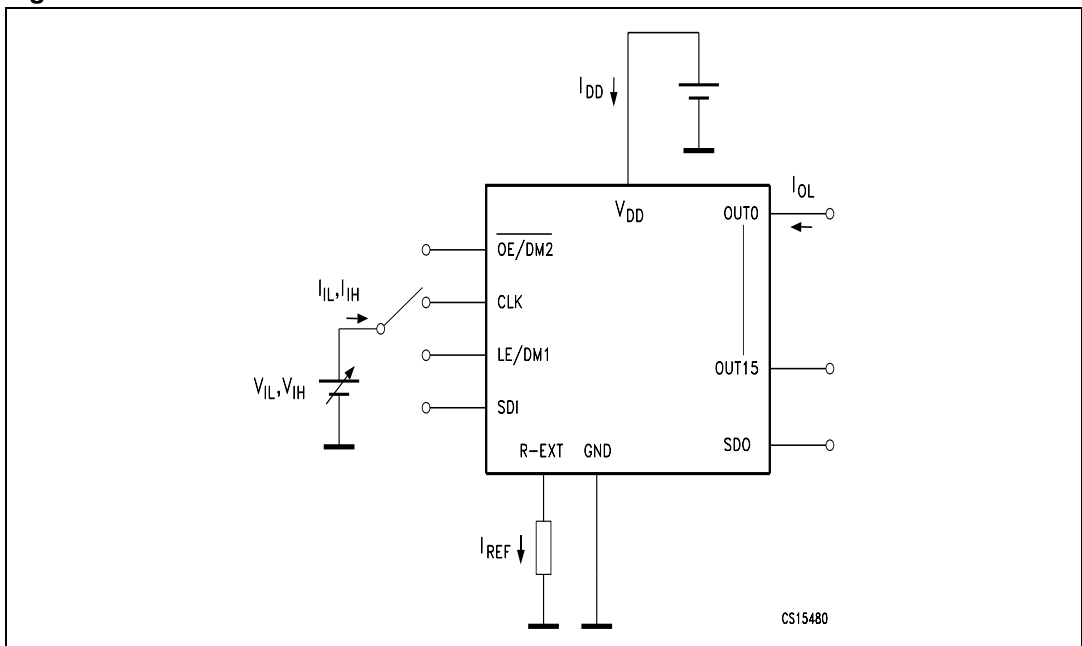 I_DD
V_DD
OUT0
I_OL
OE/DM2
I_IL,I_IH
CLK
LE/DM1
OUT15
V_IL,V_IH
SDI
R-EXT GND
SDO
I_REF
CS15480